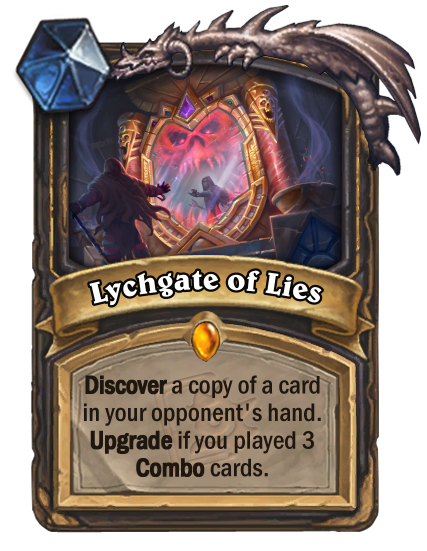 Lychgate of Lies
Discover a copy of a card
in your opponent's hand.
Upgrade if you played 3
Combo cards.